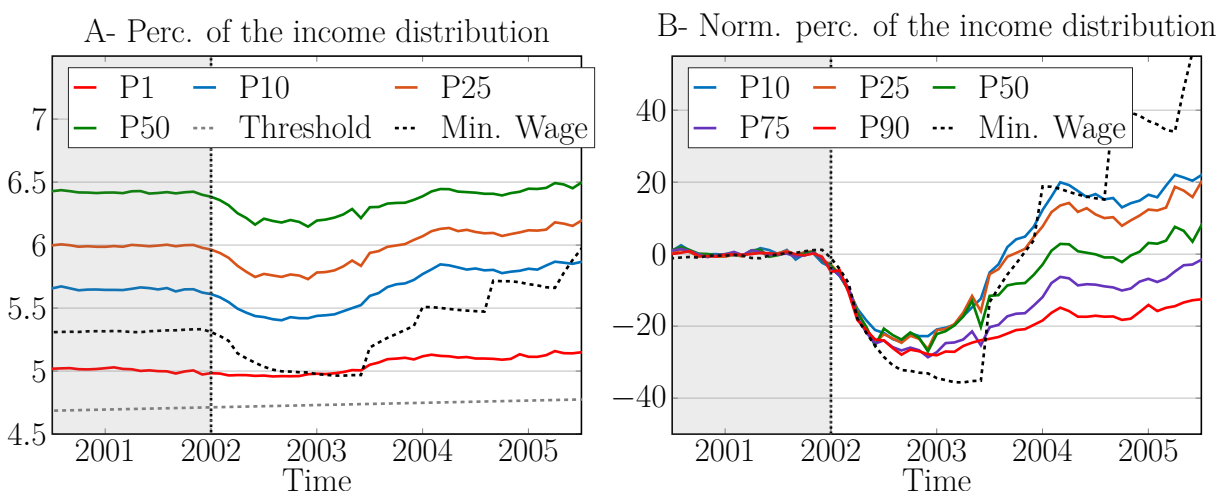 A- Perc. of the income distribution
P1 P10 P25
P50 Threshold Min. Wage
7
6.5
6
5.5
5
4.5
2001 2002 2003 2004 2005
Time
B- Norm. perc. of the income distribution
P10 P25 P50
P75 P90 Min. Wage
40
20
0
−20
−40
2001 2002 2003 2004 2005
Time